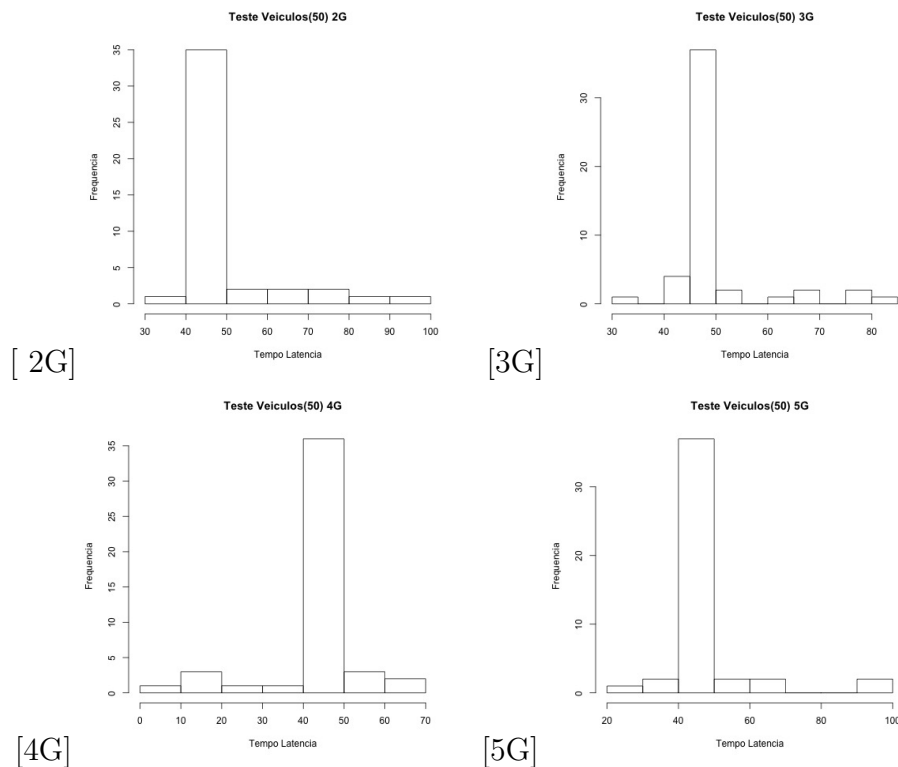 Teste Veiculos(50) 2G
Frequencia
0 5 10 15 20 25 30 35
30 40 50 60 70 80 90 100
Tempo Latencia
[ 2G]
Teste Veiculos(50) 3G
Frequencia
0 10 20 30
30 40 50 60 70 80
Tempo Latencia
[3G]
Teste Veiculos(50) 4G
Frequencia
0 5 10 15 20 25 30 35
0 10 20 30 40 50 60 70
Tempo Latencia
[4G]
Teste Veiculos(50) 5G
Frequencia
0 10 20 30
20 40 60 80 100
Tempo Latencia
[5G]